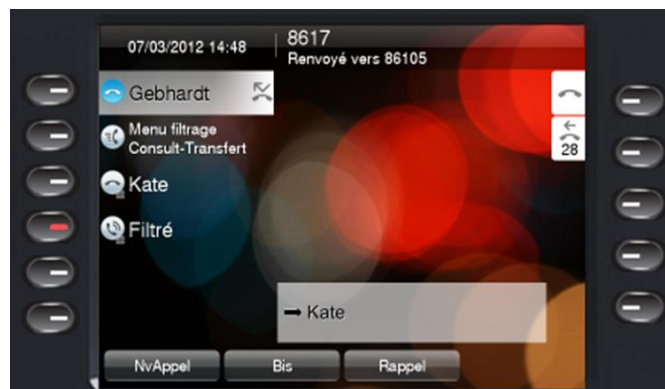 07/03/2012 14:48
8617
Renvoyé vers 86105
Gebhardt
Menu filtrage
Consult-Transfert
28
Kate
Filtré
➡ Kate
NvAppel
Bis
Rappel